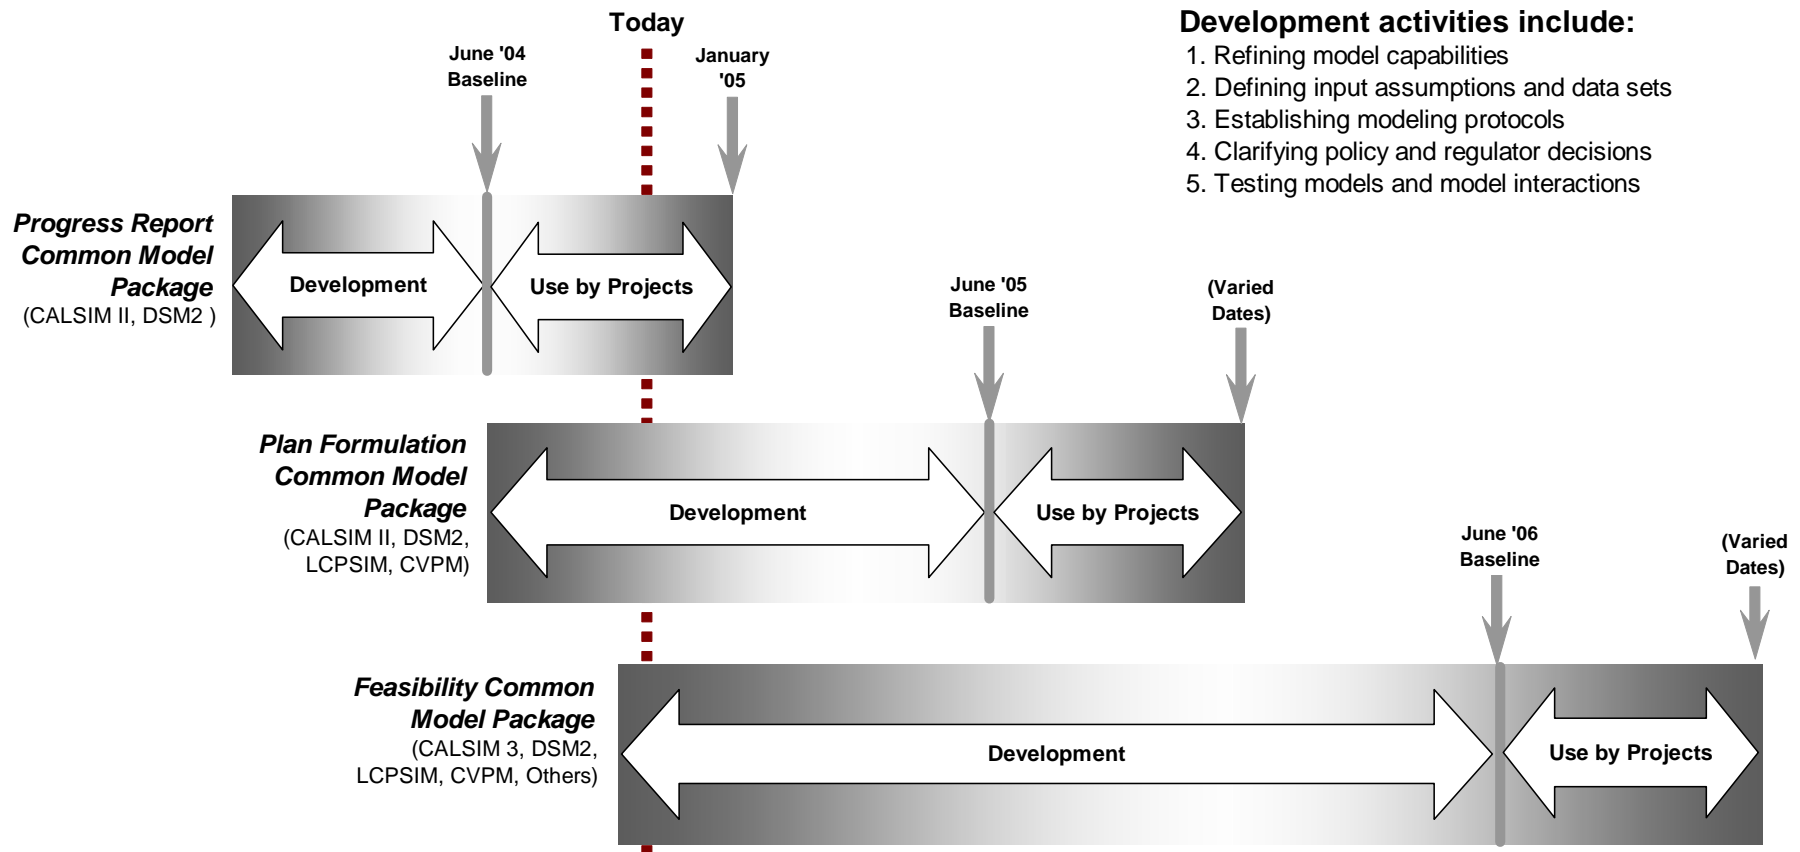 Today
June '04
Baseline
January
'05
Development activities include:
1. Refining model capabilities
2. Defining input assumptions and data sets
3. Establishing modeling protocols
4. Clarifying policy and regulator decisions
5. Testing models and model interactions
Progress Report
Common Model
Package
(CALSIM II, DSM2 )
Development
Use by Projects
June '05
Baseline
(Varied
Dates)
Plan Formulation
Common Model
Package
(CALSIM II, DSM2,
LCPSIM, CVPM)
Development
Use by Projects
June '06
Baseline
(Varied
Dates)
Feasibility Common
Model Package
(CALSIM 3, DSM2,
LCPSIM, CVPM, Others)
Development
Use by Projects